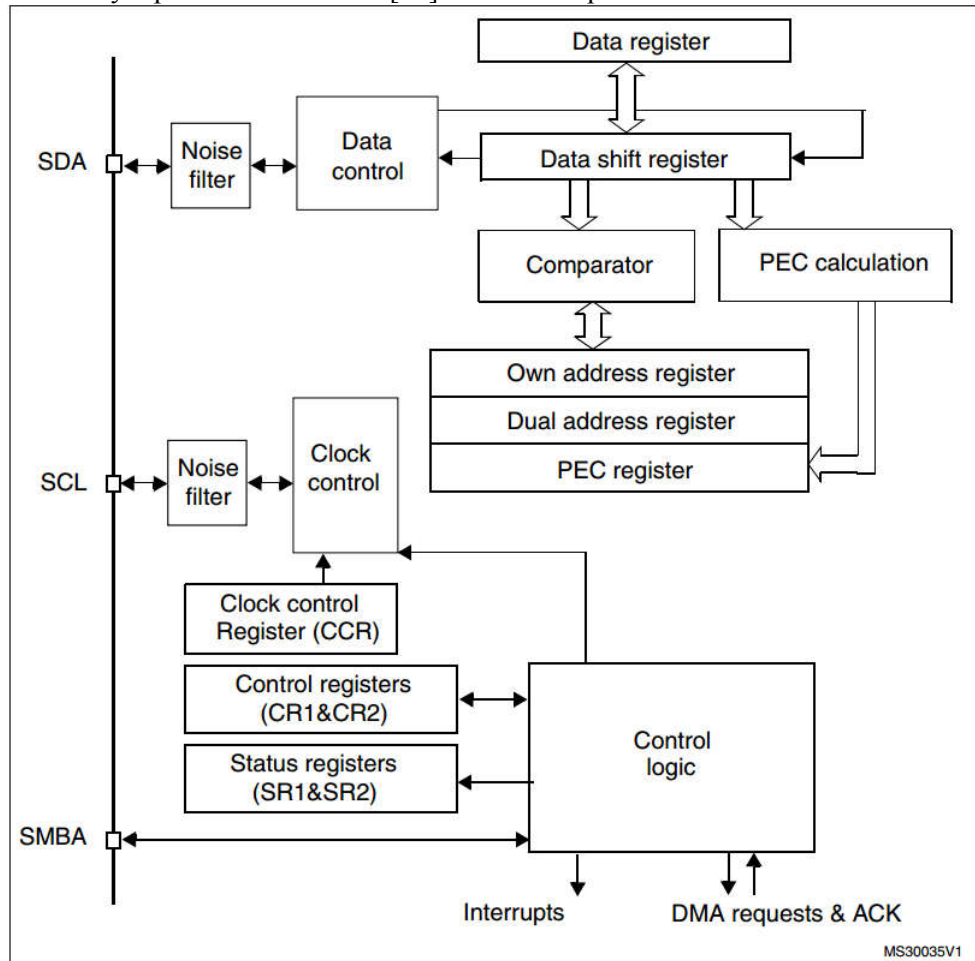 Data register
SDA
Noise
filter
Data
control
Data shift register
Comparator
PEC calculation
Own address register
Dual address register
PEC register
SCL
Noise
filter
Clock
control
Clock control
Register (CCR)
Control registers
(CR1&CR2)
Status registers
(SR1&SR2)
Control
logic
SMBA
Interrupts
DMA requests & ACK
MS30035V1